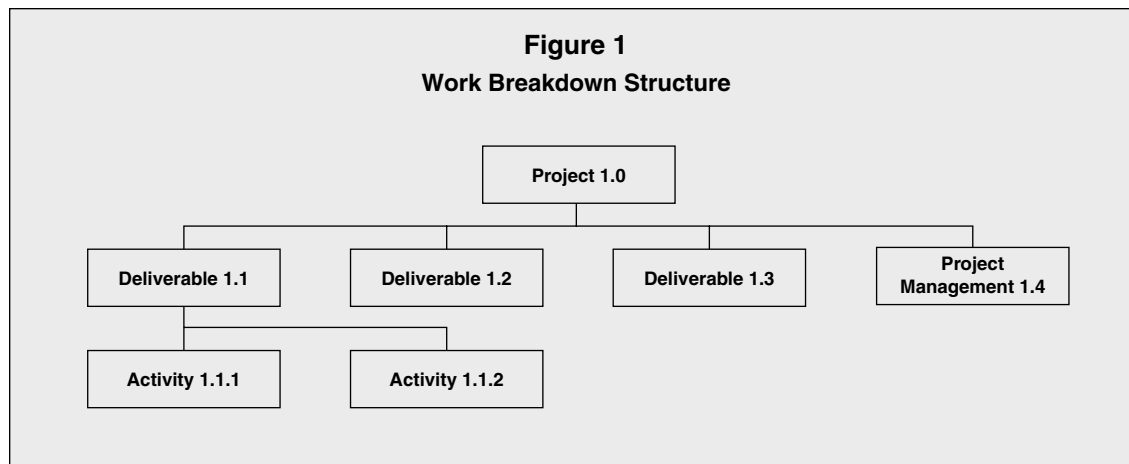 Figure 1
Work Breakdown Structure
Project 1.0
Deliverable 1.1
Deliverable 1.2
Deliverable 1.3
Project
Management 1.4
Activity 1.1.1
Activity 1.1.2